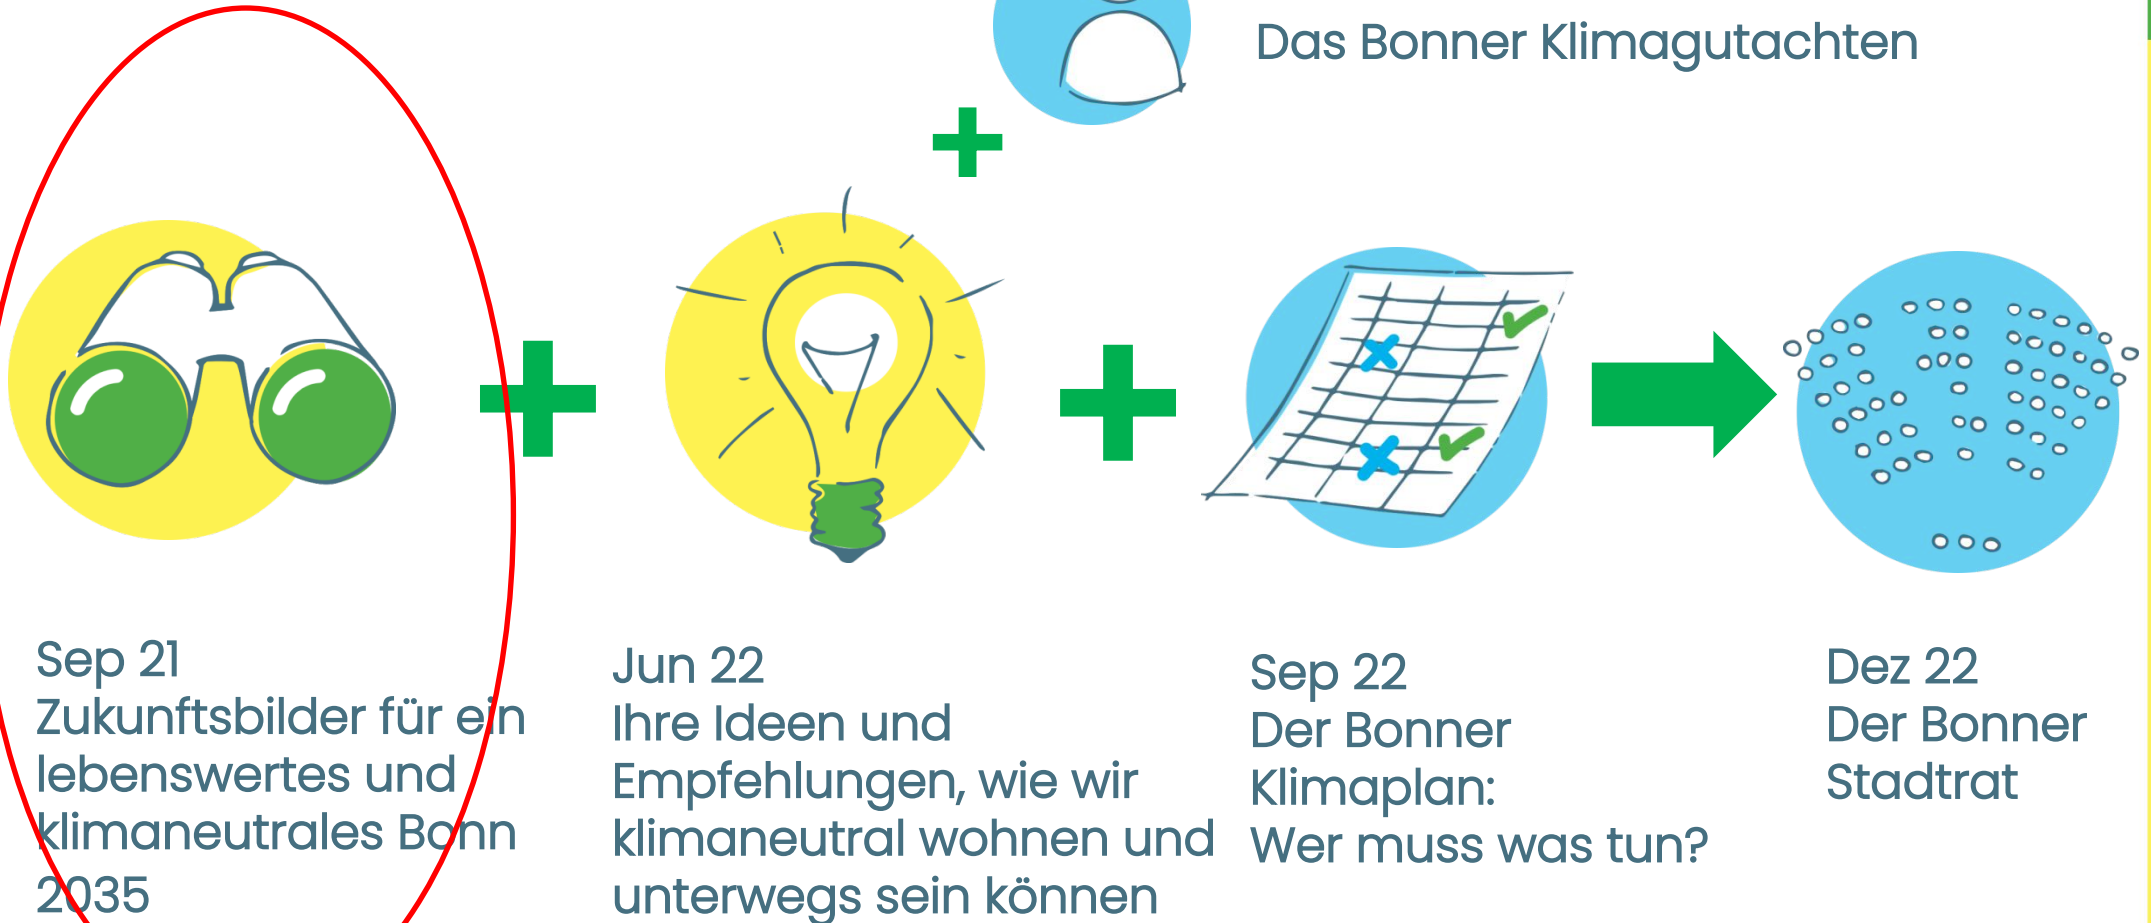 Das Bonner Klimagutachten
Sep 21
Zukunftsbilder für ein
lebenswertes und
klimaneutrales Bonn
2035
Jun 22
Ihre Ideen und
Empfehlungen, wie wir
klimaneutral wohnen und
unterwegs sein können
Sep 22
Der Bonner
Klimaplan:
Wer muss was tun?
Dez 22
Der Bonner
Stadtrat